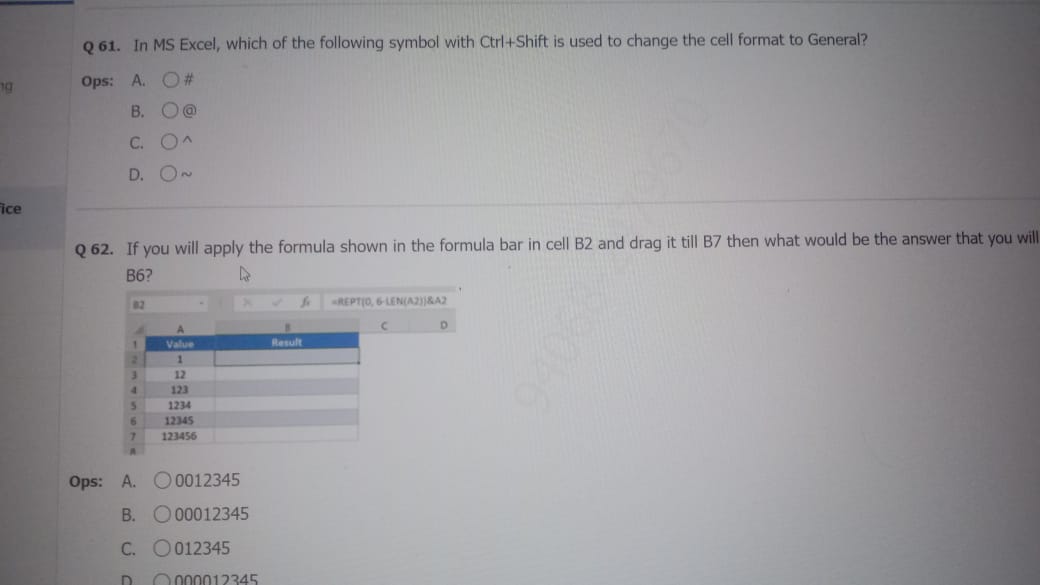 Q 61. In MS Excel, which of the following symbol with Ctrl+Shift is used to change the cell format to General?
ng
Ops: A. #
B. @
C. ^
D. ~
ice
Q 62. If you will apply the formula shown in the formula bar in cell B2 and drag it till B7 then what would be the answer that you will
B6?
B2 fx =REPT(0, 6-LEN(A2))&A2
A B C D
1 Value Result
2 1
3 12
4 123
5 1234
6 12345
7 123456
8
Ops: A. 0012345
B. 00012345
C. 012345
D. 000012345